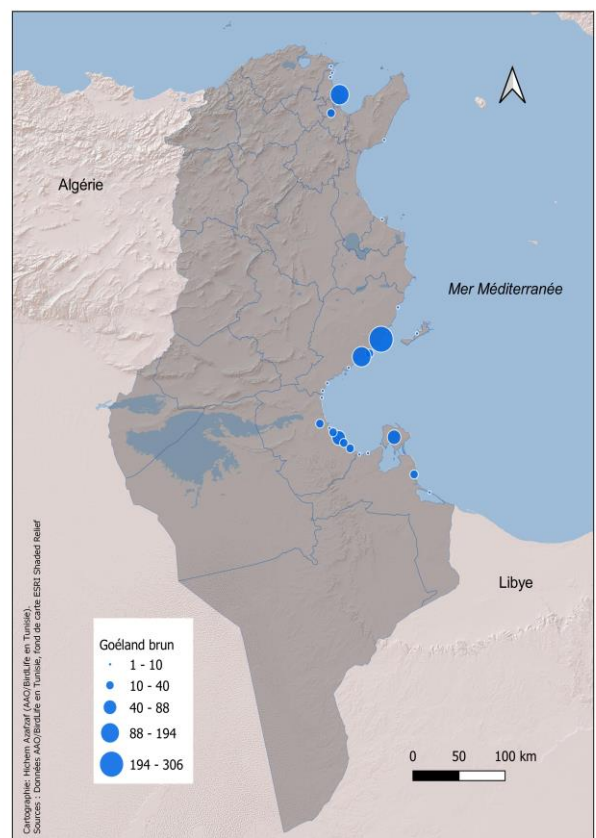 Algérie
Mer Méditerranée
Libye
Goéland brun
1 - 10
10 - 40
40 - 88
88 - 194
194 - 306
0 50 100 km
Cartographie: Hichem Azafzaf (AAO/BirdLife en Tunisie).
Sources : Données AAO/BirdLife en Tunisie, fond de carte ESRI Shaded Relief